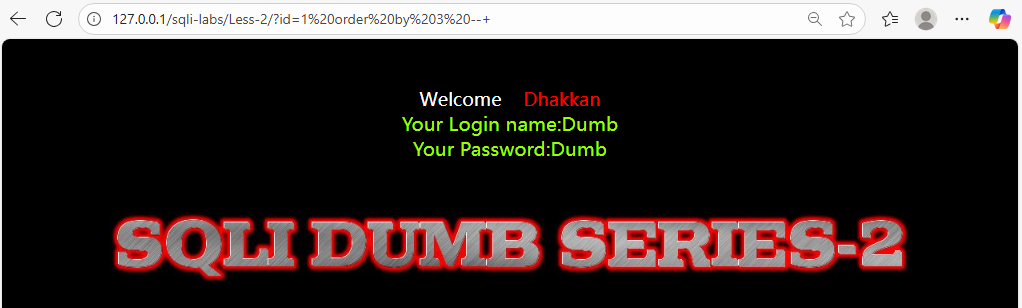 127.0.0.1/sqli-labs/Less-2/?id=1%20order%20by%203%20--+
Welcome Dhakkan
Your Login name:Dumb
Your Password:Dumb
SQLI DUMB SERIES-2